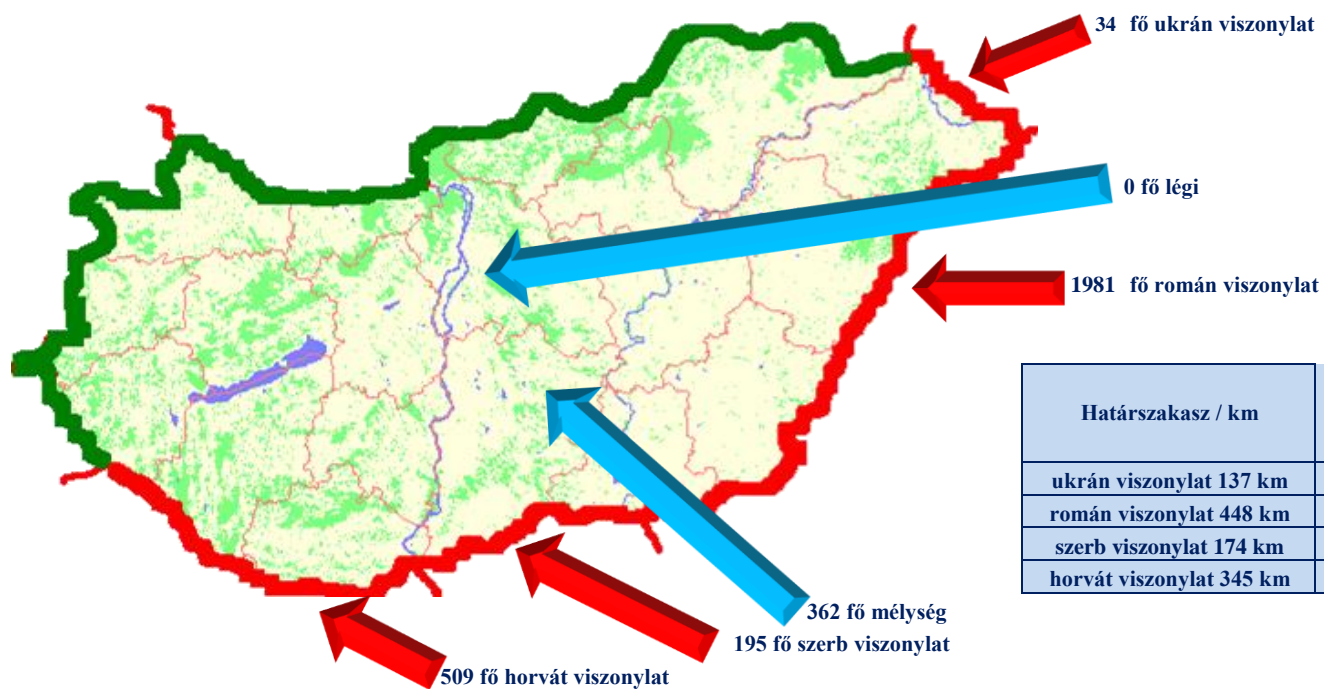 34 fő ukrán viszonylat
0 fő légi
1981 fő román viszonylat
Határszakasz / km
ukrán viszonylat 137 km
román viszonylat 448 km
szerb viszonylat 174 km
horvát viszonylat 345 km
362 fő mélység
195 fő szerb viszonylat
509 fő horvát viszonylat